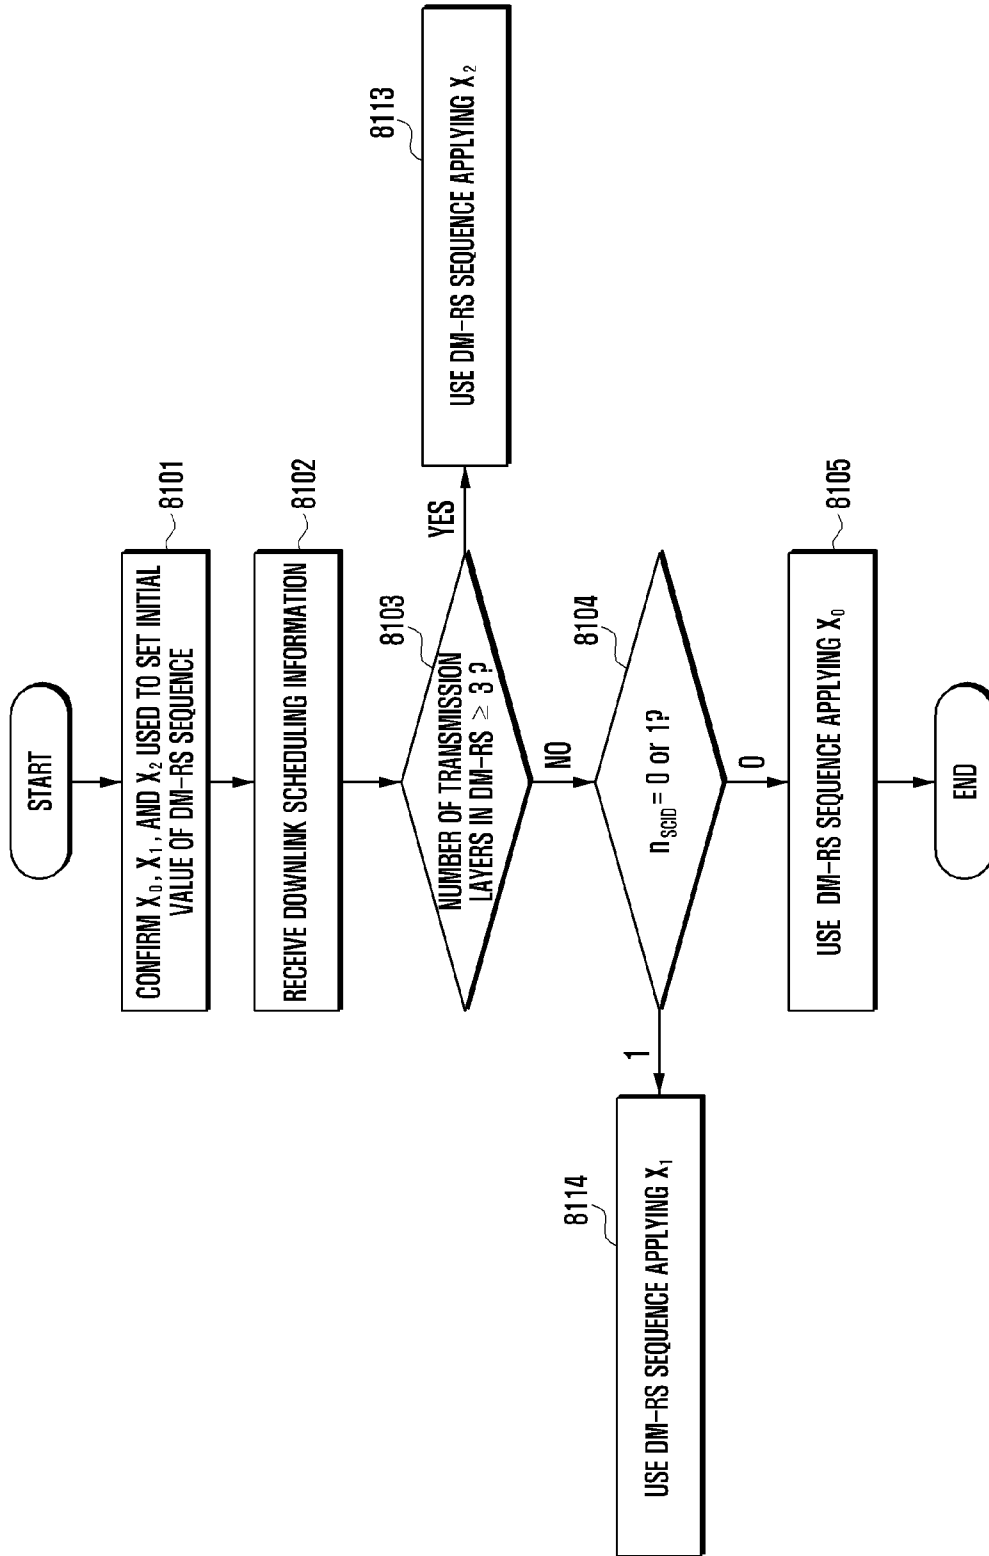 START
CONFIRM X₀, X₁, AND X₂ USED TO SET INITIAL
VALUE OF DM-RS SEQUENCE
8101
RECEIVE DOWNLINK SCHEDULING INFORMATION
8102
NUMBER OF TRANSMISSION
LAYERS IN DM-RS ≥ 3 ?
8103
YES
USE DM-RS SEQUENCE APPLYING X₂
8113
NO
n_SCID = 0 or 1?
8104
1
USE DM-RS SEQUENCE APPLYING X₁
8114
0
USE DM-RS SEQUENCE APPLYING X₀
8105
END